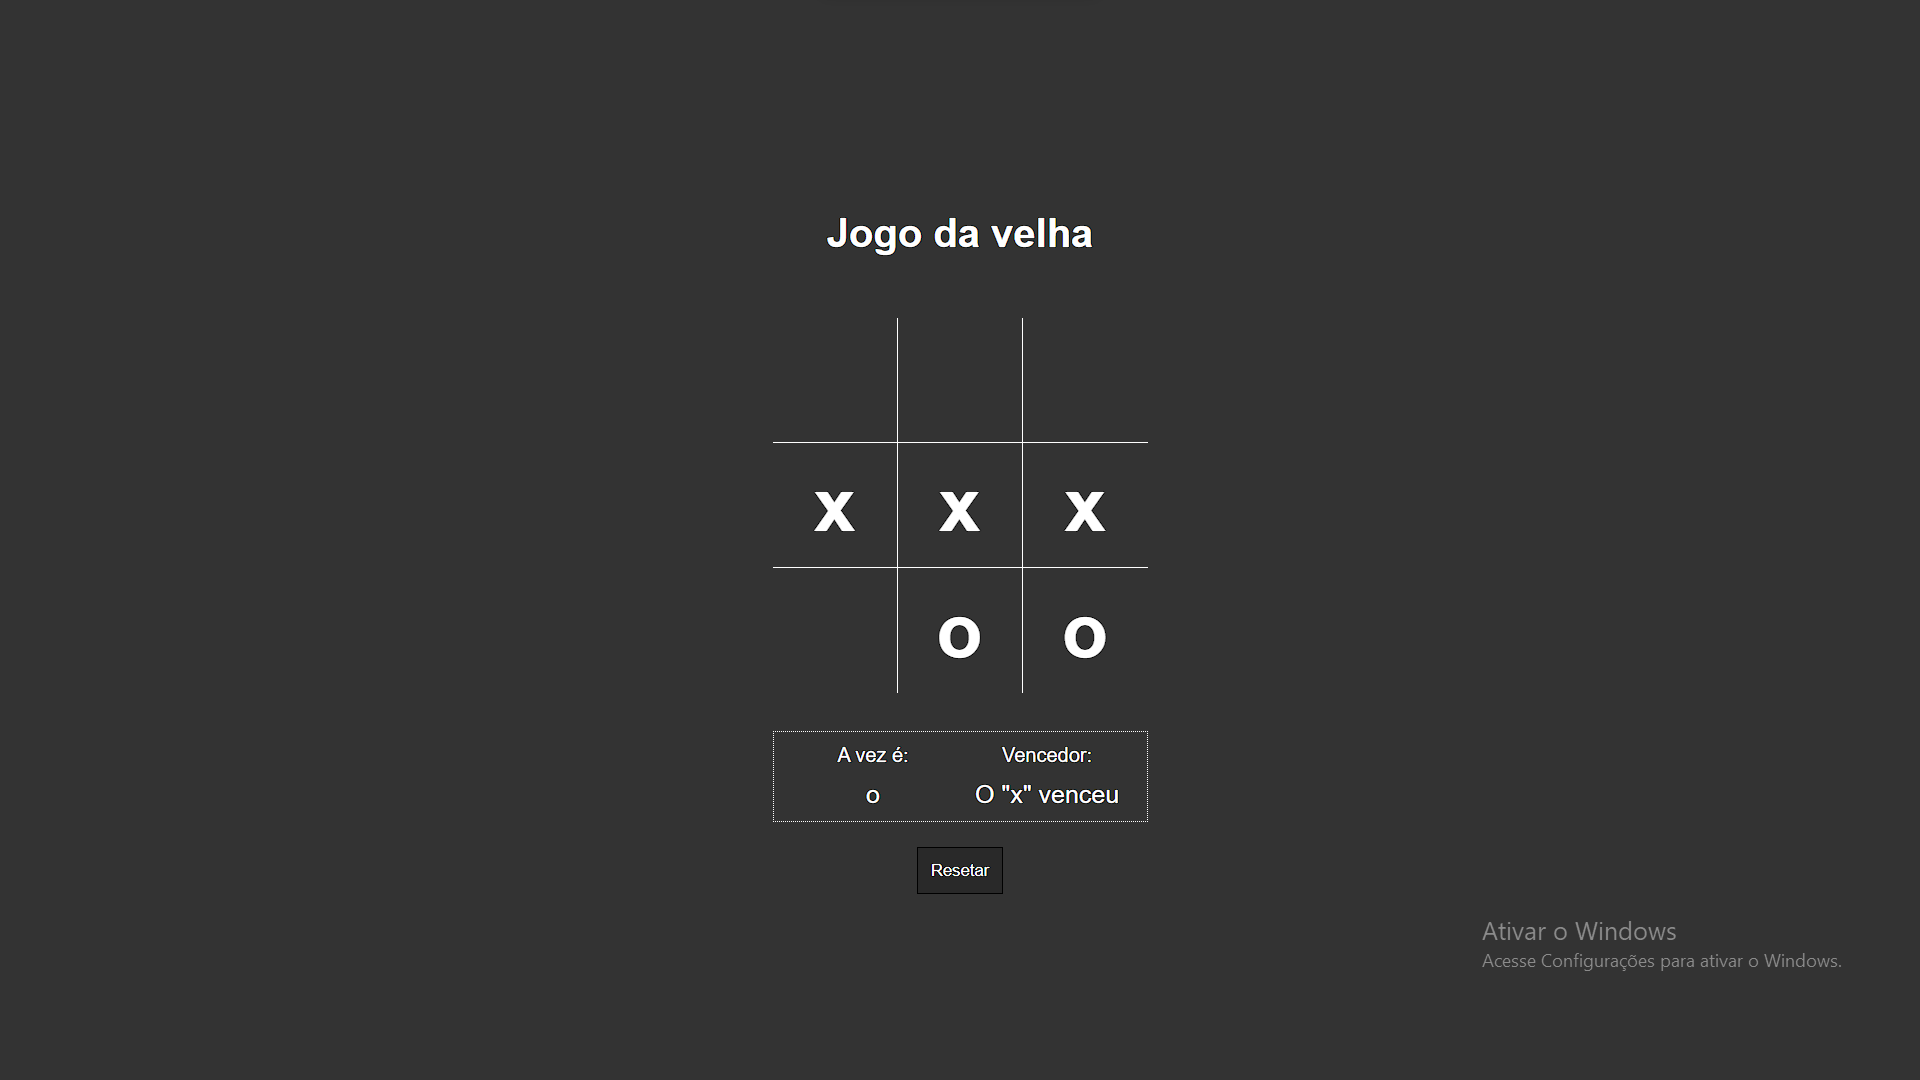 Jogo da velha
x x x
o o
A vez é: Vencedor:
o O "x" venceu
Resetar
Ativar o Windows
Acesse Configurações para ativar o Windows.